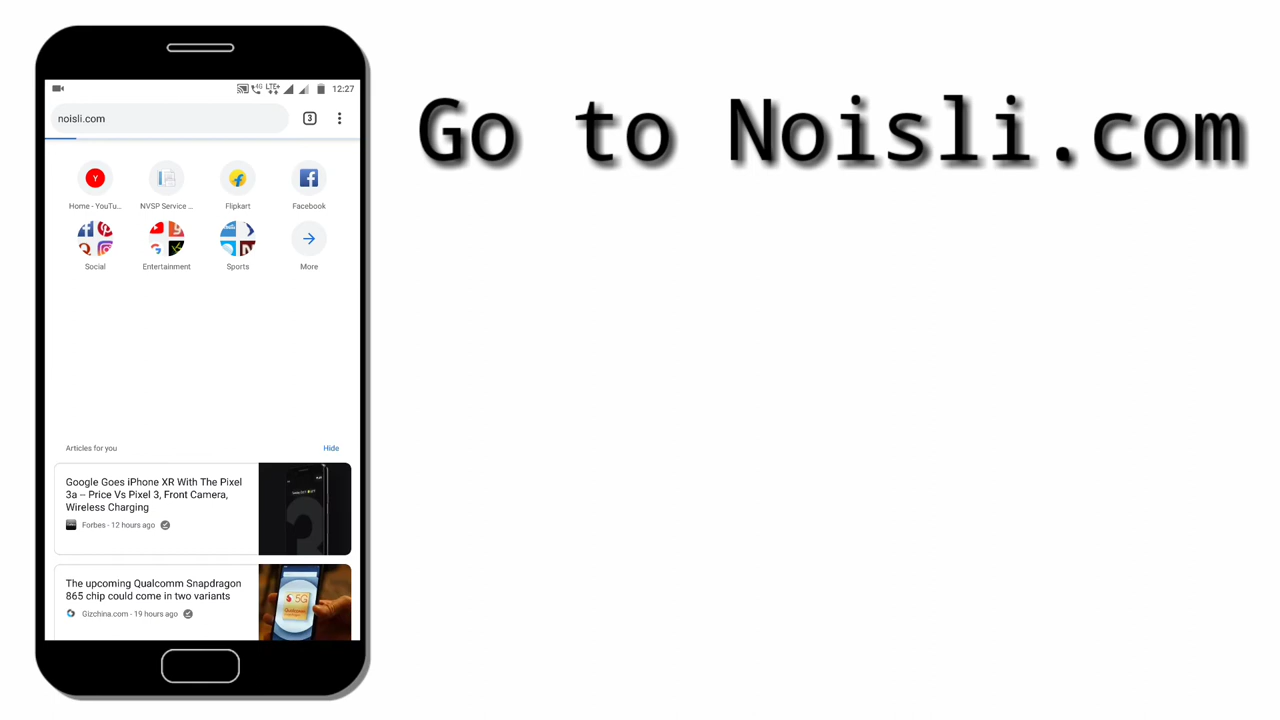 Go to Noisli.com
4G LTE 12:27
noisli.com 3
Y
Home - YouTu... NVSP Service ... Flipkart Facebook
Social Entertainment Sports More
Articles for you Hide
Google Goes iPhone XR With The Pixel
3a – Price Vs Pixel 3, Front Camera,
Wireless Charging
Forbes - 12 hours ago
The upcoming Qualcomm Snapdragon
865 chip could come in two variants
5G
Gizchina.com - 19 hours ago